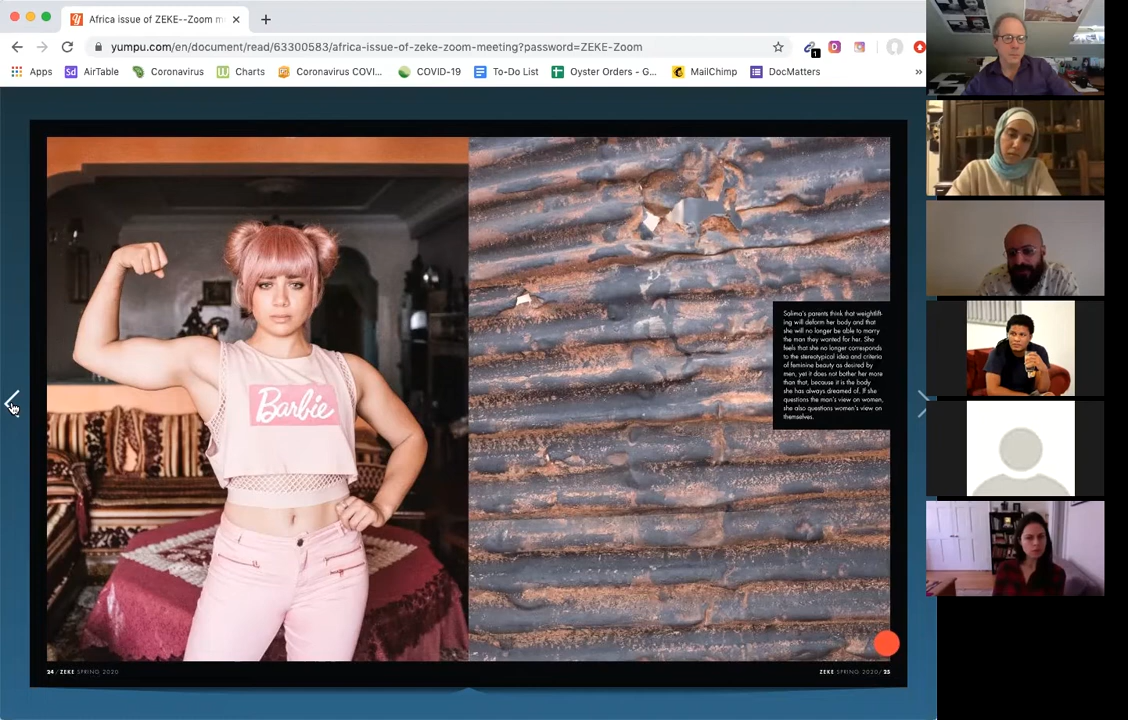 Africa issue of ZEKE--Zoom m
yumpu.com/en/document/read/63300583/africa-issue-of-zeke-zoom-meeting?password=ZEKE-Zoom
1
D
Apps
Sd AirTable
Coronavirus
Charts
Coronavirus COVI...
COVID-19
To-Do List
Oyster Orders - G...
MailChimp
DocMatters
»
Barbie
Salima's parents think that weightlift-
ing will deform her body and that
she will no longer be able to marry
the man they wanted for her. She
feels that she no longer corresponds
to the stereotypical idea and criteria
of feminine beauty as desired by
men, yet it does not bother her more
than that, because it is the body
she has always dreamed of. If she
questions the man's view on women,
she also questions women's view on
themselves.
24 / ZEKE SPRING 2020
ZEKE SPRING 2020/ 25